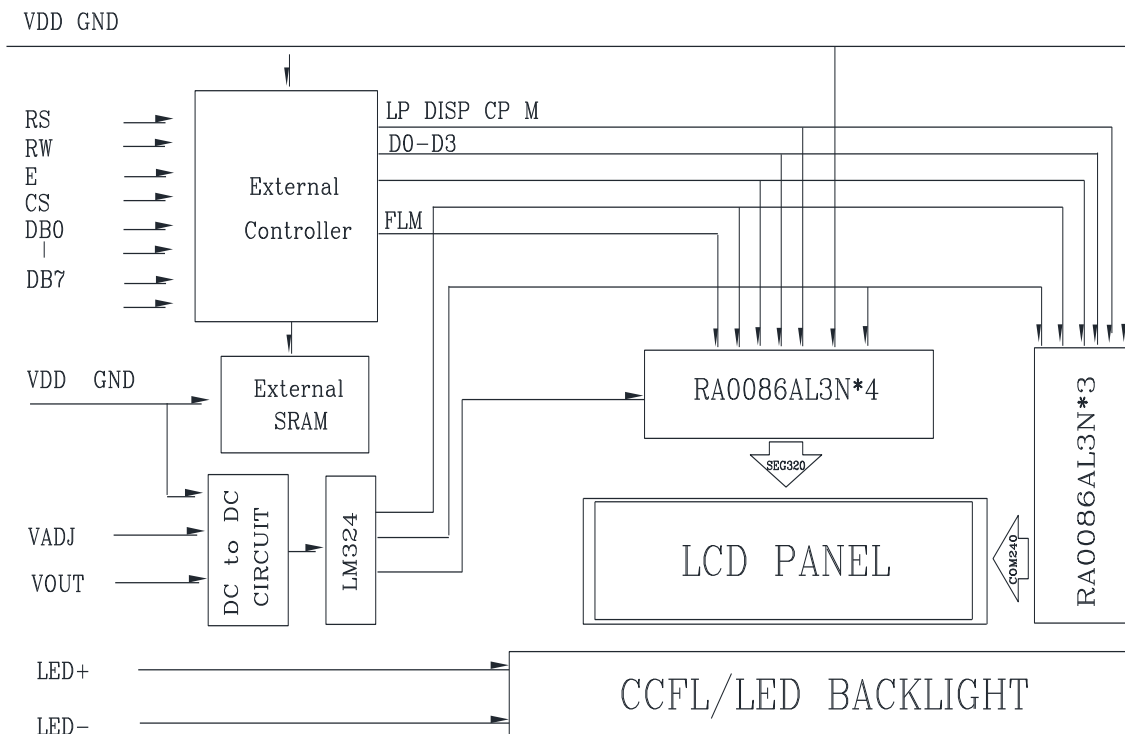 VDD GND
LP DISP CP M
RS
RW
D0-D3
E
External
Controller
CS
FLM
DB0
|
DB7
VDD GND
External
SRAM
RA0086AL3N*4
RA0086AL3N*3
SEG320
DC to DC
CIRCUIT
LM324
VADJ
LCD PANEL
COM240
VOUT
LED+
CCFL/LED BACKLIGHT
LED-